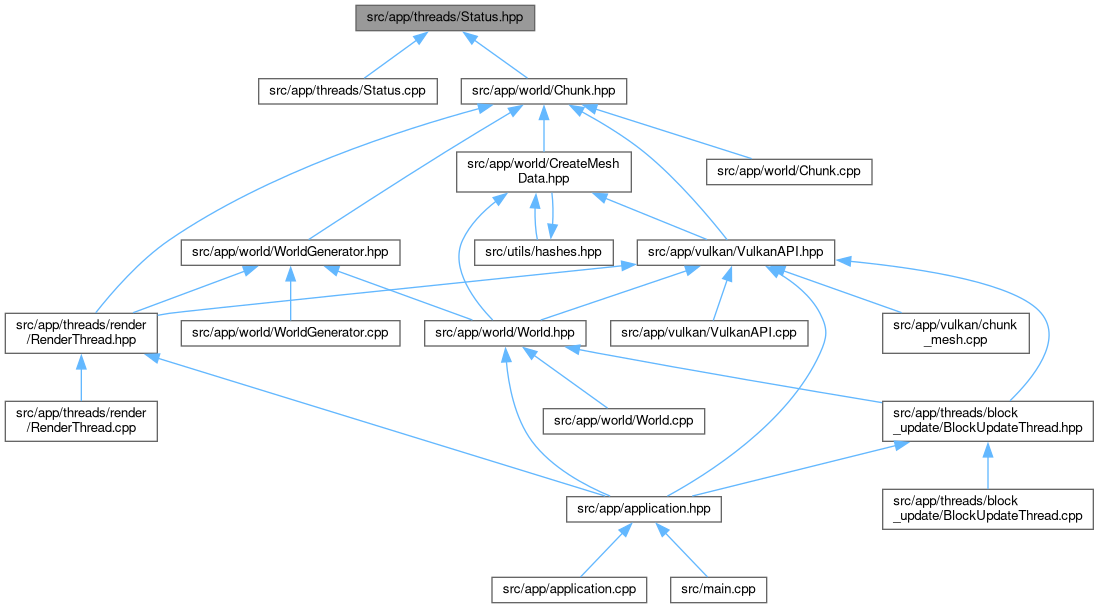 src/app/threads/Status.hpp
src/app/threads/Status.cpp
src/app/world/Chunk.hpp
src/app/world/CreateMesh
Data.hpp
src/app/world/Chunk.cpp
src/app/world/WorldGenerator.hpp
src/utils/hashes.hpp
src/app/vulkan/VulkanAPI.hpp
src/app/threads/render
/RenderThread.hpp
src/app/world/WorldGenerator.cpp
src/app/world/World.hpp
src/app/vulkan/VulkanAPI.cpp
src/app/vulkan/chunk
_mesh.cpp
src/app/threads/render
/RenderThread.cpp
src/app/world/World.cpp
src/app/threads/block
_update/BlockUpdateThread.hpp
src/app/application.hpp
src/app/threads/block
_update/BlockUpdateThread.cpp
src/app/application.cpp
src/main.cpp